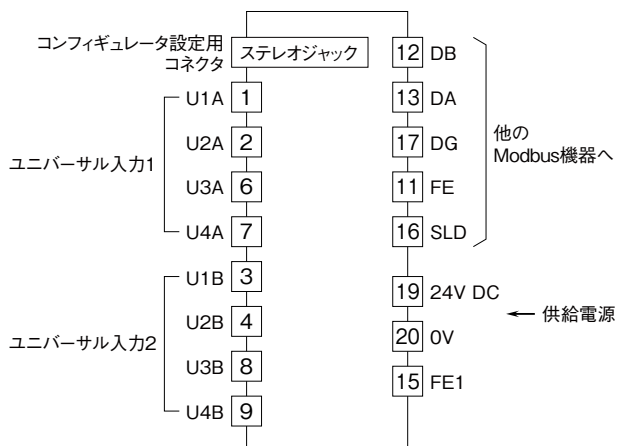 コンフィギュレータ設定用
コネクタ
ステレオジャック
U1A 1
U2A 2
U3A 6
U4A 7
ユニバーサル入力1
U1B 3
U2B 4
U3B 8
U4B 9
ユニバーサル入力2
12 DB
13 DA
17 DG
11 FE
16 SLD
他の
Modbus機器へ
19 24V DC
20 0V
15 FE1
供給電源